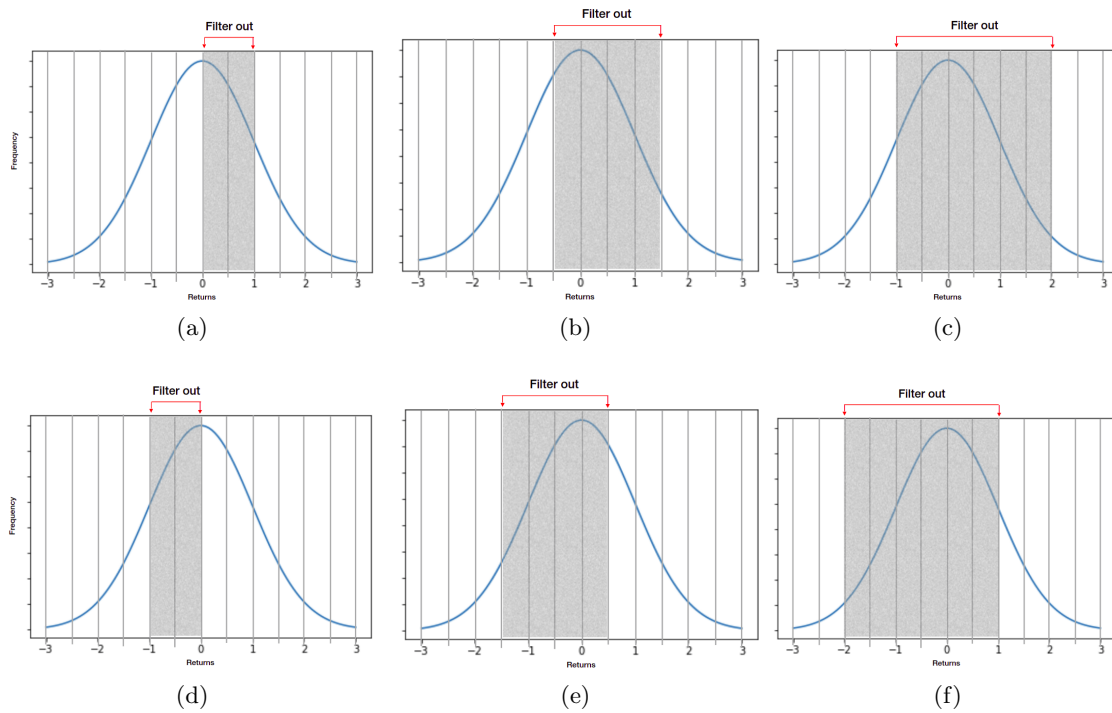 Filter out
Filter out
Filter out
Frequency
−3 −2 −1 0 1 2 3
−3 −2 −1 0 1 2 3
−3 −2 −1 0 1 2 3
Returns
Returns
Returns
(a)
(b)
(c)
Filter out
Filter out
Filter out
Frequency
−3 −2 −1 0 1 2 3
−3 −2 −1 0 1 2 3
−3 −2 −1 0 1 2 3
Returns
Returns
Returns
(d)
(e)
(f)